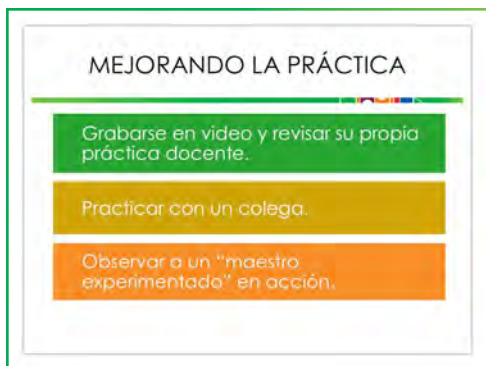 MEJORANDO LA PRÁCTICA
Grabarse en video y revisar su propia
práctica docente.
Practicar con un colega.
Observar a un “maestro
experimentado” en acción.